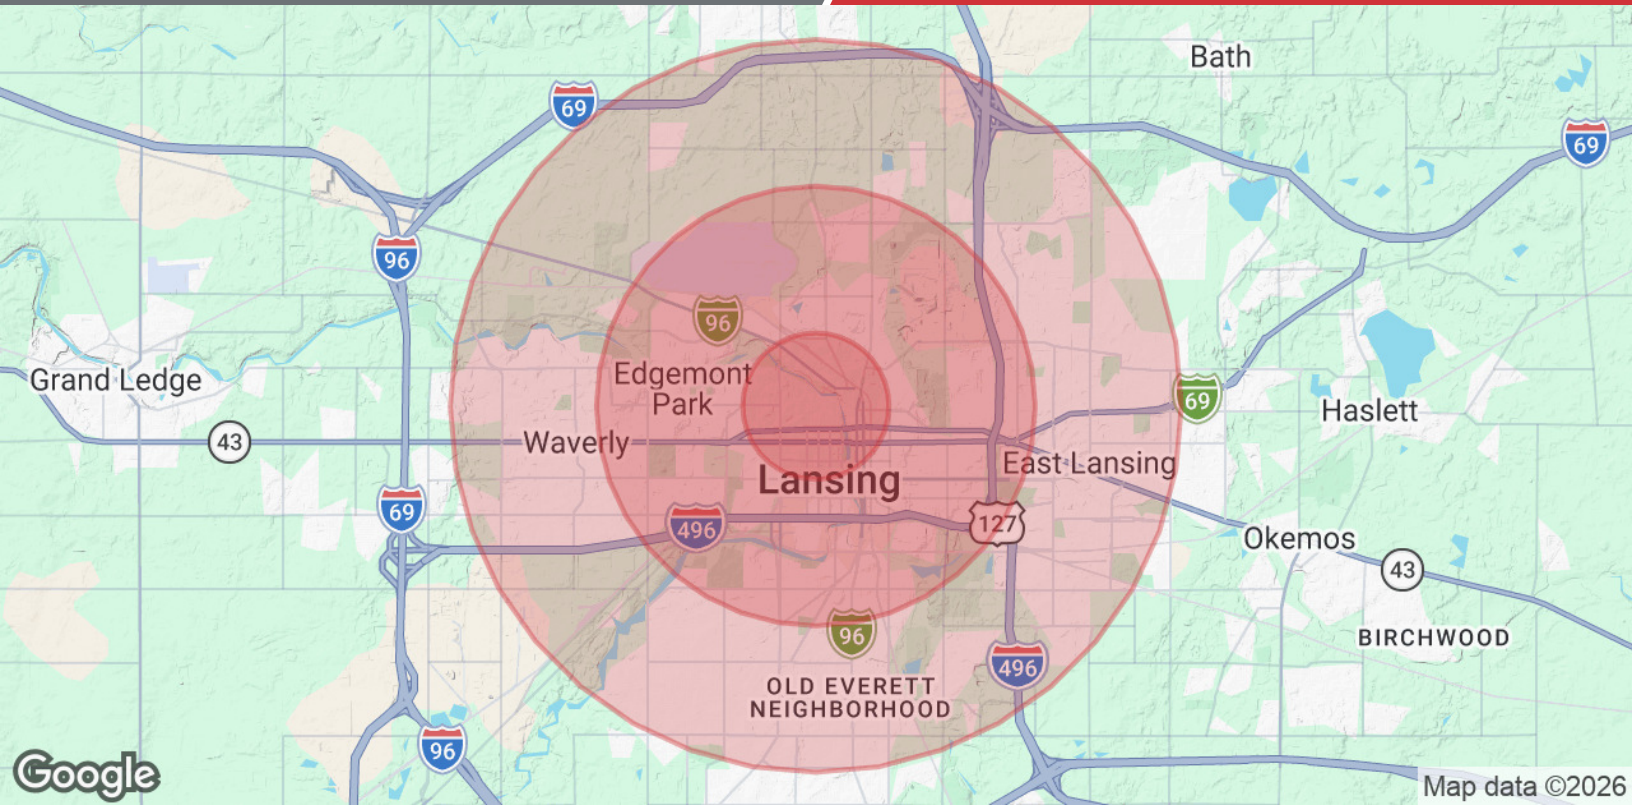 Bath
69
69
96
96
Edgemont
Park
Grand Ledge
69
Haslett
43
Waverly
East Lansing
Lansing
69
496
127
Okemos
43
96
BIRCHWOOD
496
OLD EVERETT
NEIGHBORHOOD
96
Google
Map data ©2026